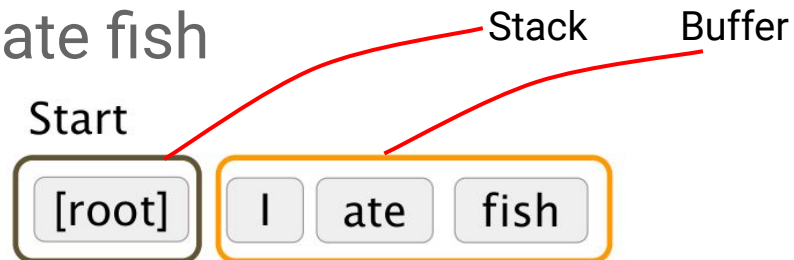 ate fish
Stack Buffer
Start
[root] I ate fish